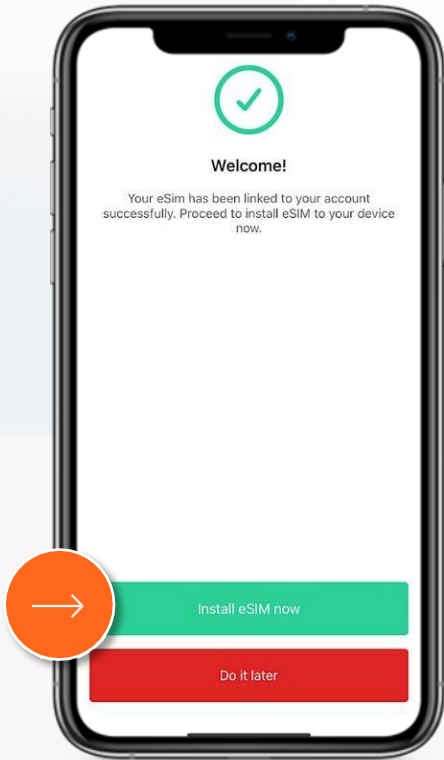 Welcome!
Your eSim has been linked to your account
successfully. Proceed to install eSIM to your device
now.
Install eSIM now
Do it later